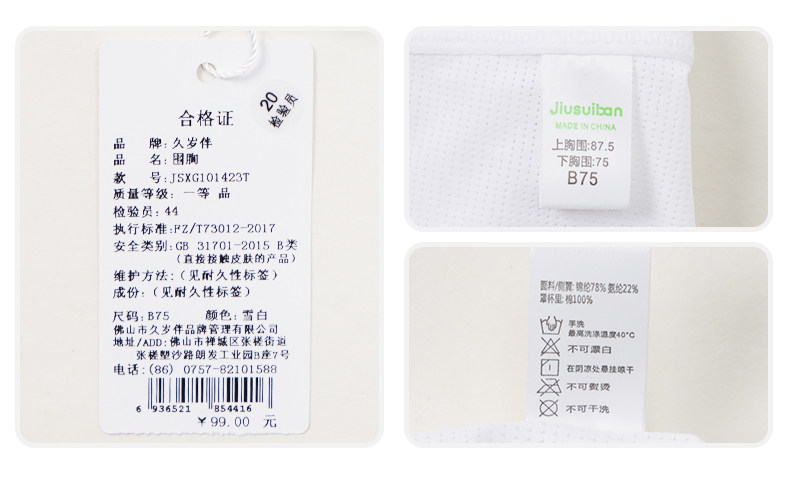 20
检验员
合格证
品 牌: 久岁伴
品 名: 围胸
款 号: JSXG101423T
质量等级: 一等 品
检验员: 44
执行标准:FZ/T73012-2017
安全类别:GB 31701-2015 B类
(直接接触皮肤的产品)
维护方法:(见耐久性标签)
成份:(见耐久性标签)
尺码:B75 颜色:雪白
佛山市久岁伴品牌管理有限公司
地址/ADD:佛山市禅城区张槎街道
张槎塱沙路朗发工业园B座7号
电话:(86) 0757-82101588
6 936521 854416
￥99.00 元
Jiusuiban
MADE IN CHINA
上胸围:87.5
下胸围:75
B75
面料/侧翼: 锦纶78% 氨纶22%
罩杯里: 棉100%
手洗
最高洗涤温度40℃
不可漂白
在阴凉处悬挂晾干
不可熨烫
不可干洗